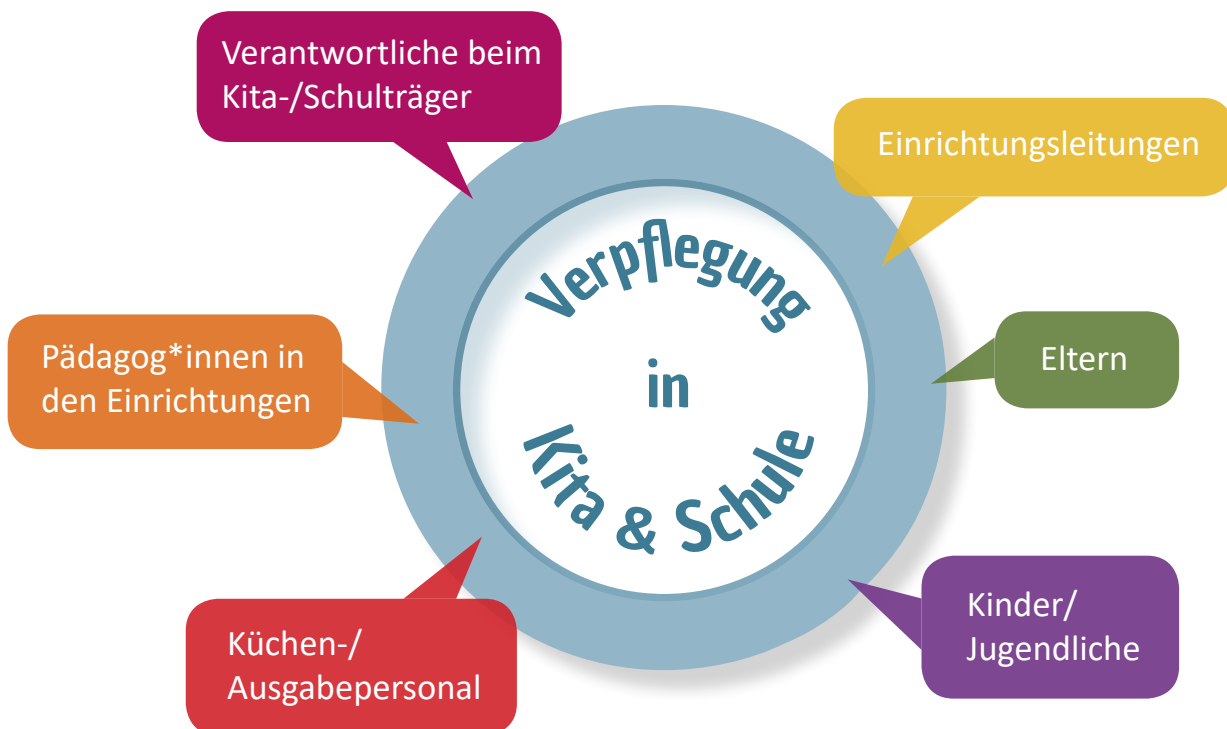 Verantwortliche beim
Kita-/Schulträger
Einrichtungsleitungen
Verpflegung
in
Kita & Schule
Pädagog*innen in
den Einrichtungen
Eltern
Küchen-/
Ausgabepersonal
Kinder/
Jugendliche